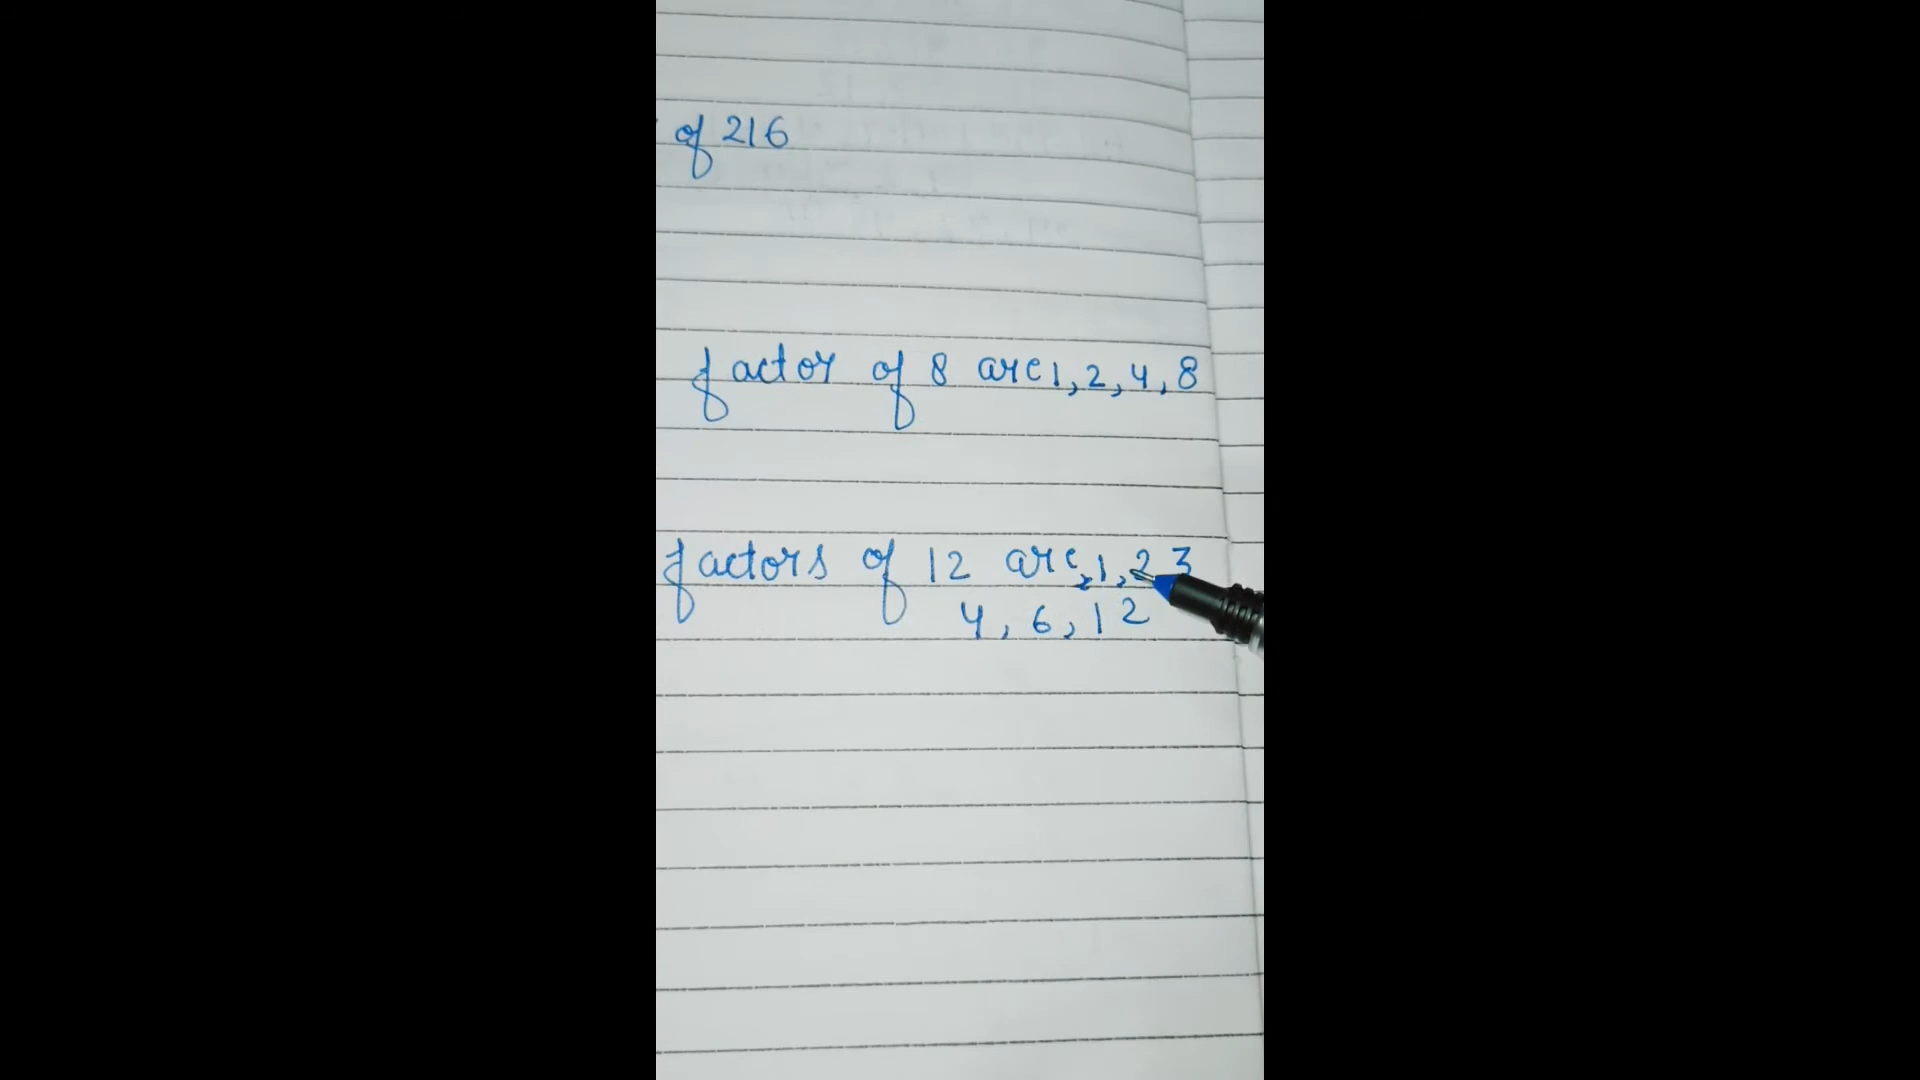 of 216
factor of 8 are 1, 2, 4, 8
factors of 12 are, 1, 2 3
4, 6, 12